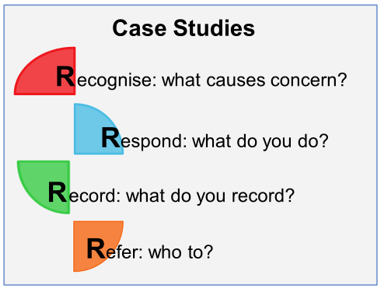 Case Studies
Recognise: what causes concern?
Respond: what do you do?
Record: what do you record?
Refer: who to?